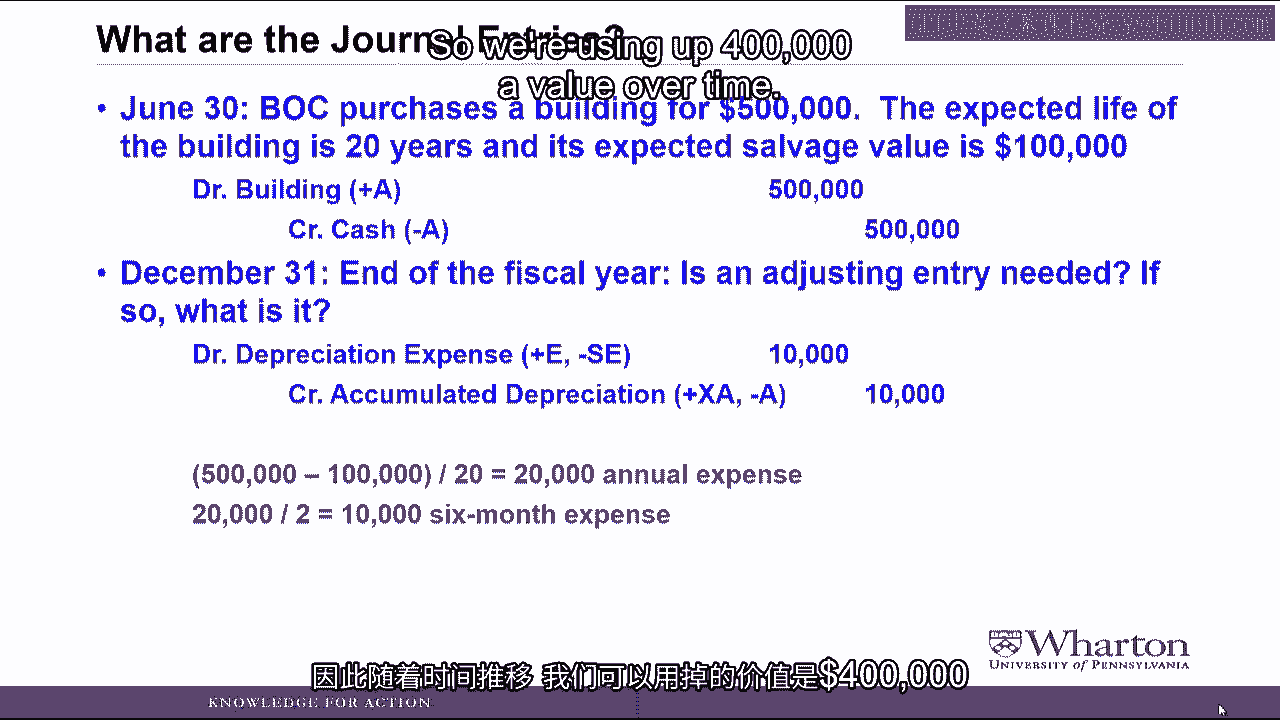 What are the Journal Entries?
So we're using up 400,000
a value over time.
• June 30: BOC purchases a building for $500,000. The expected life of
the building is 20 years and its expected salvage value is $100,000
Dr. Building (+A) 500,000
Cr. Cash (-A) 500,000
• December 31: End of the fiscal year: Is an adjusting entry needed? If
so, what is it?
Dr. Depreciation Expense (+E, -SE) 10,000
Cr. Accumulated Depreciation (+XA, -A) 10,000
(500,000 – 100,000) / 20 = 20,000 annual expense
20,000 / 2 = 10,000 six-month expense
Wharton
UNIVERSITY of PENNSYLVANIA
因此随着时间推移 我们可以用掉的价值是$400,000
KNOWLEDGE FOR ACTION